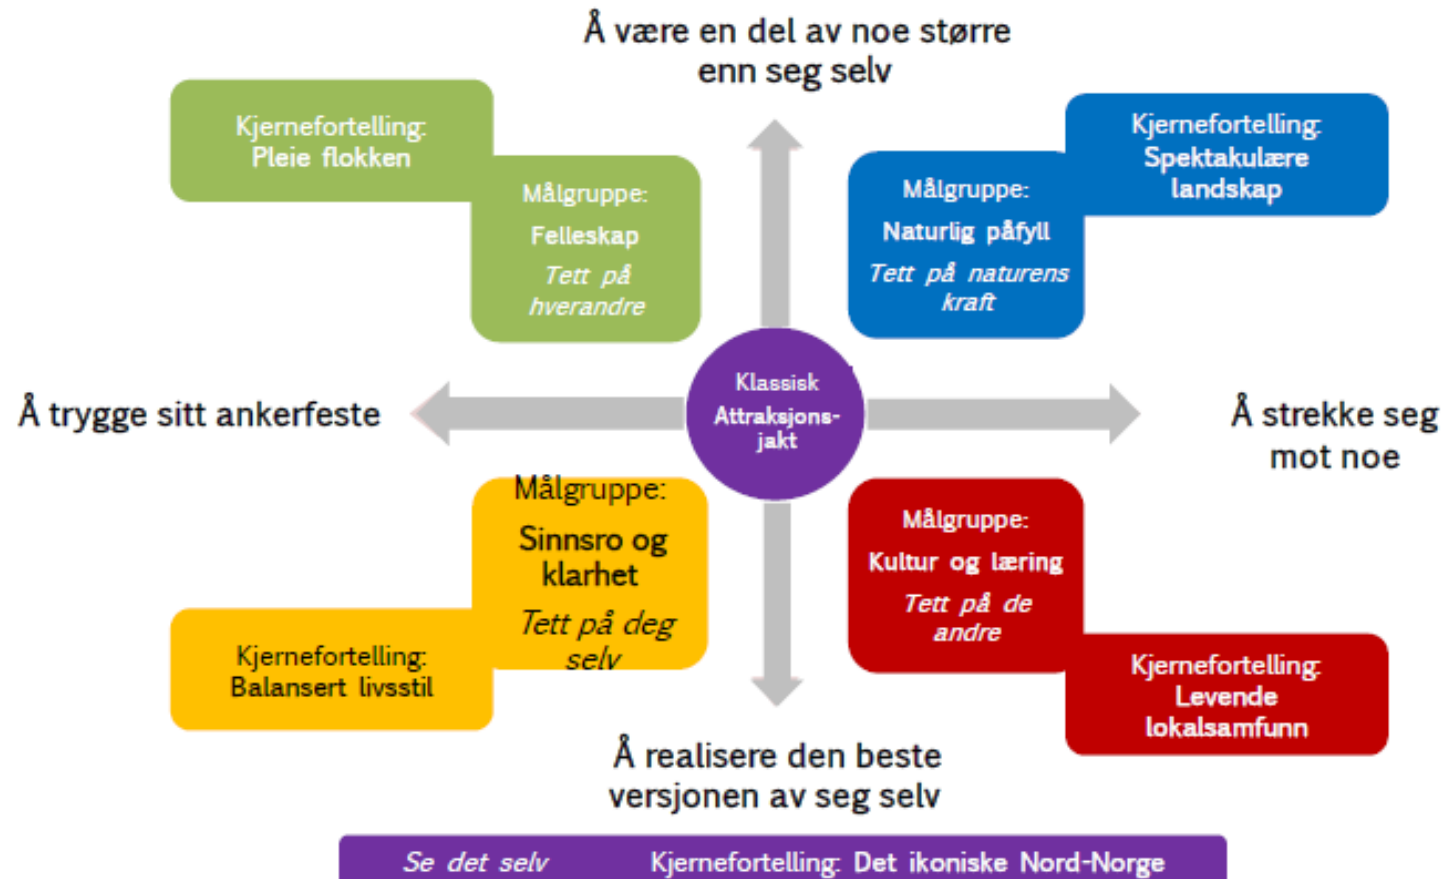 Å være en del av noe større
enn seg selv
Kjernefortelling:
Pleie flokken
Målgruppe:
Felleskap
Tett på
hverandre
Kjernefortelling:
Spektakulære
landskap
Målgruppe:
Naturlig påfyll
Tett på naturens
kraft
Å trygge sitt ankerfeste
Klassisk
Attraksjons-
jakt
Å strekke seg
mot noe
Målgruppe:
Sinnsro og
klarhet
Tett på deg
selv
Kjernefortelling:
Balansert livsstil
Målgruppe:
Kultur og læring
Tett på de
andre
Kjernefortelling:
Levende
lokalsamfunn
Å realisere den beste
versjonen av seg selv
Se det selv Kjernefortelling: Det ikoniske Nord-Norge